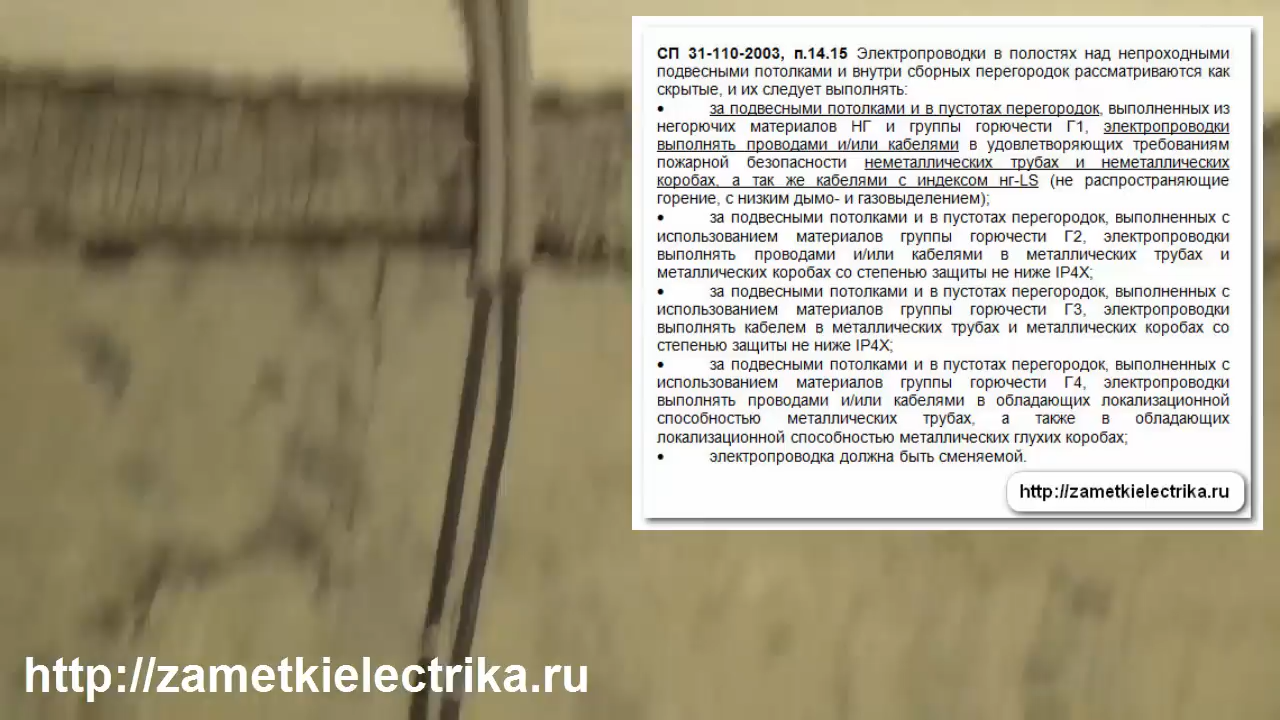 СП 31-110-2003, п.14.15 Электропроводки в полостях над непроходными
подвесными потолками и внутри сборных перегородок рассматриваются как
скрытые, и их следует выполнять:
• за подвесными потолками и в пустотах перегородок, выполненных из
негорючих материалов НГ и группы горючести Г1, электропроводки
выполнять проводами и/или кабелями в удовлетворяющих требованиям
пожарной безопасности неметаллических трубах и неметаллических
коробах, а так же кабелями с индексом нг-LS (не распространяющие
горение, с низким дымо- и газовыделением);
• за подвесными потолками и в пустотах перегородок, выполненных с
использованием материалов группы горючести Г2, электропроводки
выполнять проводами и/или кабелями в металлических трубах и
металлических коробах со степенью защиты не ниже IP4X;
• за подвесными потолками и в пустотах перегородок, выполненных с
использованием материалов группы горючести Г3, электропроводки
выполнять кабелем в металлических трубах и металлических коробах со
степенью защиты не ниже IP4X;
• за подвесными потолками и в пустотах перегородок, выполненных с
использованием материалов группы горючести Г4, электропроводки
выполнять проводами и/или кабелями в обладающих локализационной
способностью металлических трубах, а также в обладающих
локализационной способностью металлических глухих коробах;
• электропроводка должна быть сменяемой.
http://zametkielectrika.ru
http://zametkielectrika.ru